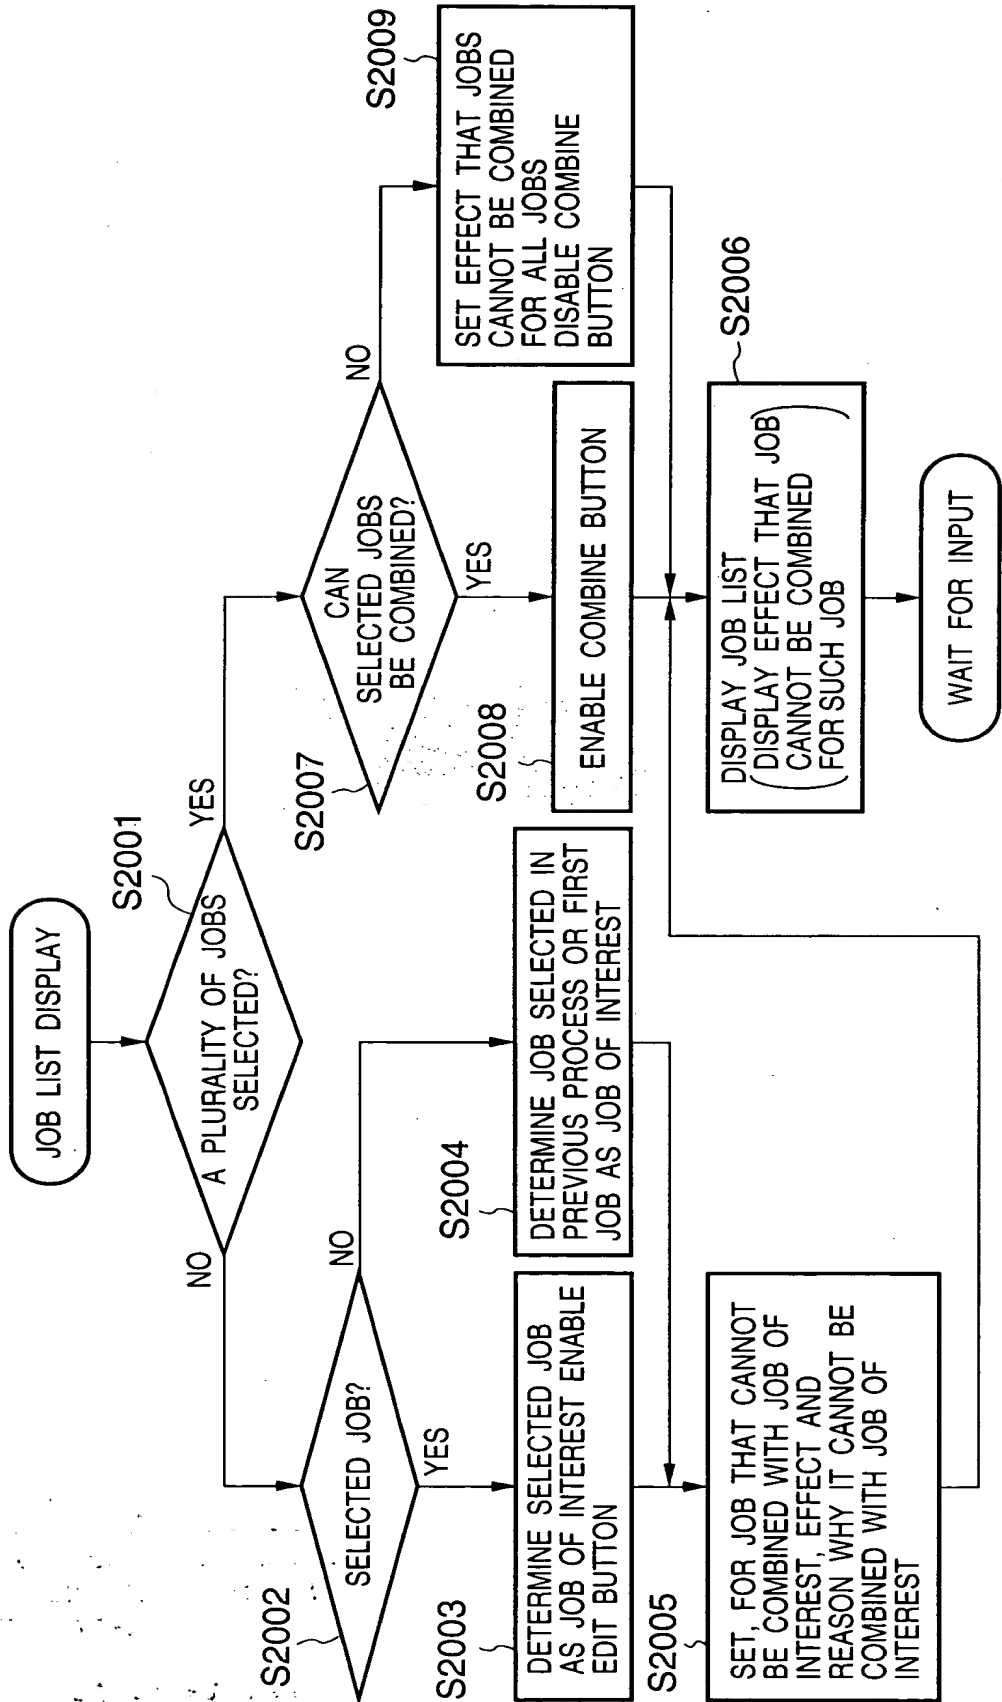 JOB LIST DISPLAY
S2001
A PLURALITY OF JOBS
SELECTED?
NO
YES
S2002
SELECTED JOB?
NO
YES
S2003
DETERMINE SELECTED JOB
AS JOB OF INTEREST ENABLE
EDIT BUTTON
S2004
DETERMINE JOB SELECTED IN
PREVIOUS PROCESS OR FIRST
JOB AS JOB OF INTEREST
S2005
SET, FOR JOB THAT CANNOT
BE COMBINED WITH JOB OF
INTEREST, EFFECT AND
REASON WHY IT CANNOT BE
COMBINED WITH JOB OF
INTEREST
S2007
CAN
SELECTED JOBS
BE COMBINED?
NO
YES
S2008
ENABLE COMBINE BUTTON
S2009
SET EFFECT THAT JOBS
CANNOT BE COMBINED
FOR ALL JOBS
DISABLE COMBINE
BUTTON
S2006
DISPLAY JOB LIST
(DISPLAY EFFECT THAT JOB
CANNOT BE COMBINED
FOR SUCH JOB)
WAIT FOR INPUT